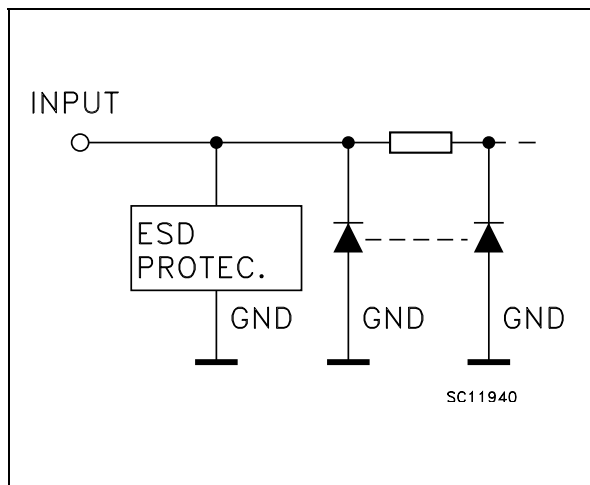 INPUT
ESD
PROTEC.
GND GND GND
SC11940